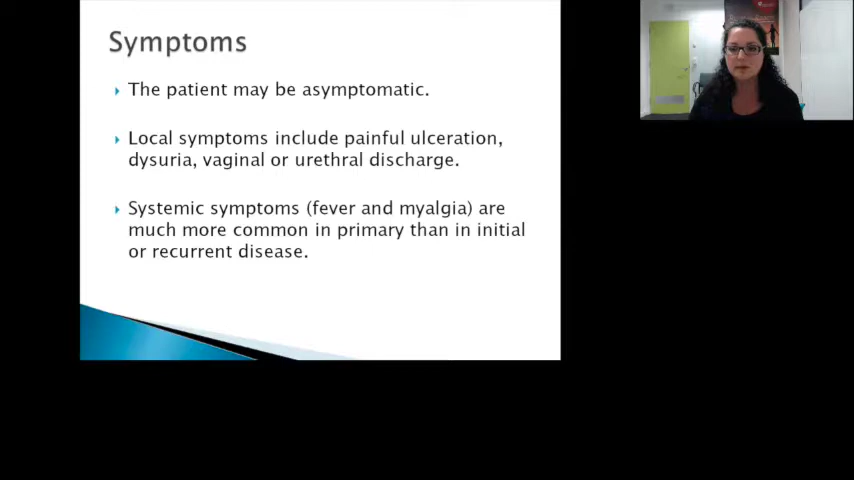 Symptoms
The patient may be asymptomatic.
Local symptoms include painful ulceration,
dysuria, vaginal or urethral discharge.
Systemic symptoms (fever and myalgia) are
much more common in primary than in initial
or recurrent disease.